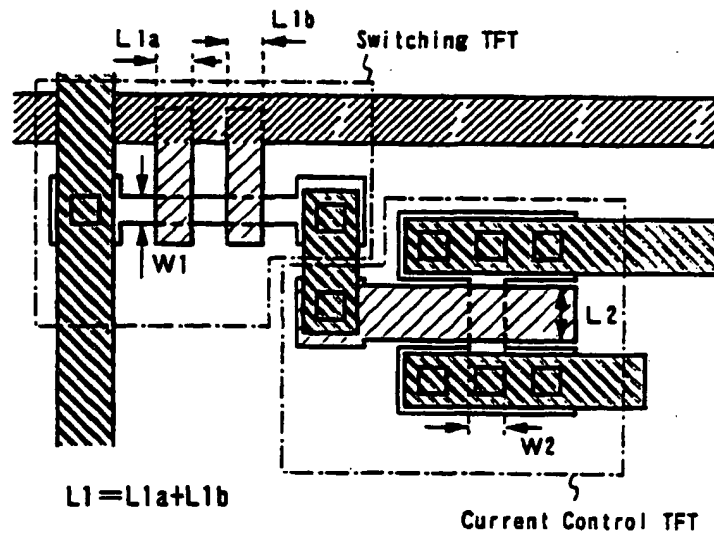 L1a
L1b
Switching TFT
W1
L2
W2
L1=L1a+L1b
Current Control TFT